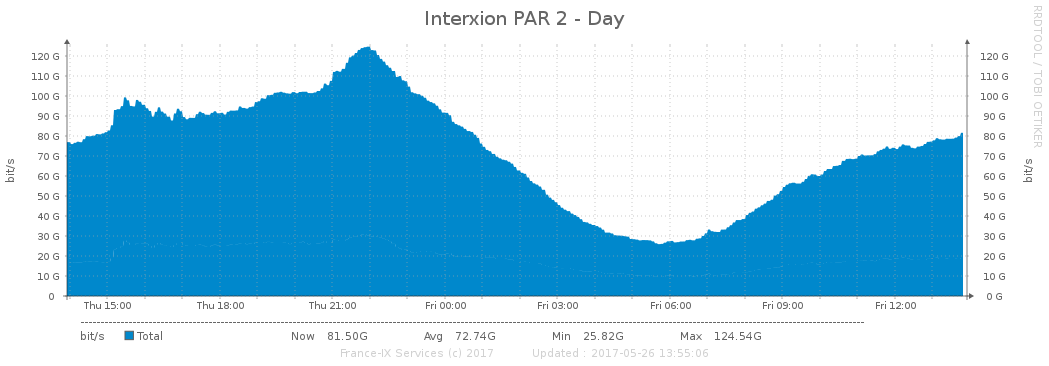 Interxion PAR 2 - Day
RRDTOOL / TOBI OETIKER
bit/s
120 G
110 G
100 G
90 G
80 G
70 G
60 G
50 G
40 G
30 G
20 G
10 G
0
120 G
110 G
100 G
90 G
80 G
70 G
60 G
50 G
40 G
30 G
20 G
10 G
0 G
bit/s
Thu 15:00 Thu 18:00 Thu 21:00 Fri 00:00 Fri 03:00 Fri 06:00 Fri 09:00 Fri 12:00
bit/s Total Now 81.50G Avg 72.74G Min 25.82G Max 124.54G
France-IX Services (c) 2017 Updated : 2017-05-26 13:55:06